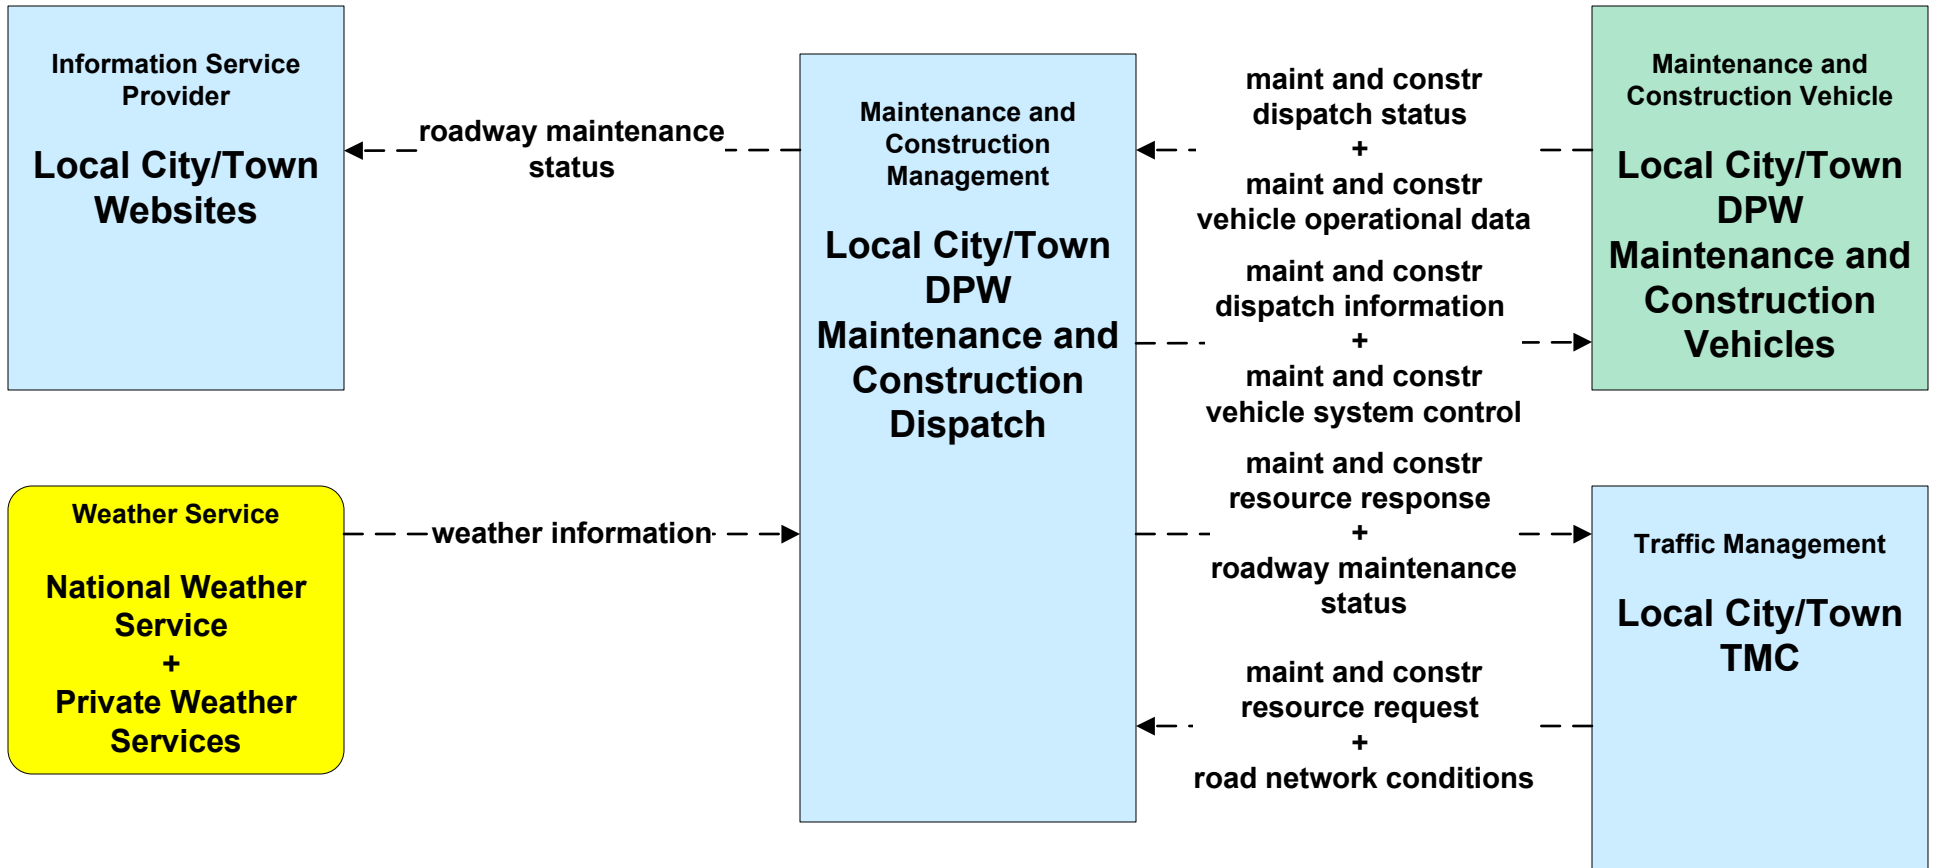 Information Service
Provider
Local City/Town
Websites
roadway maintenance
status
Weather Service
National Weather
Service
+
Private Weather
Services
weather information
Maintenance and
Construction
Management
Local City/Town
DPW
Maintenance and
Construction
Dispatch
maint and constr
dispatch status
+
maint and constr
vehicle operational data
maint and constr
dispatch information
+
maint and constr
vehicle system control
maint and constr
resource response
+
roadway maintenance
status
maint and constr
resource request
+
road network conditions
Maintenance and
Construction Vehicle
Local City/Town
DPW
Maintenance and
Construction
Vehicles
Traffic Management
Local City/Town
TMC